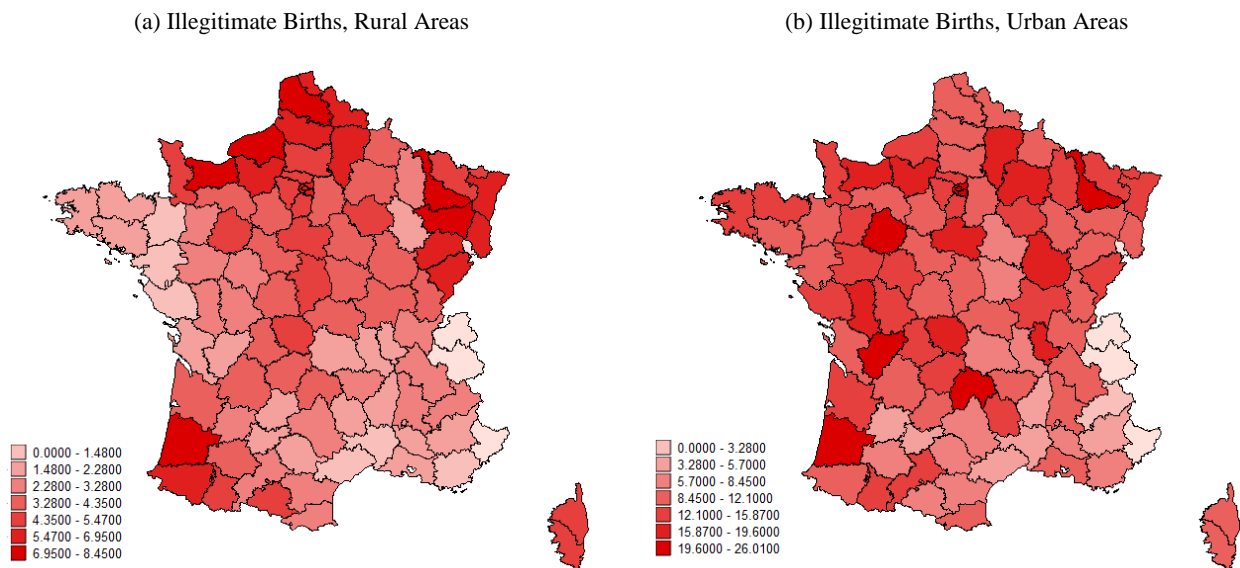 (a) Illegitimate Births, Rural Areas
(b) Illegitimate Births, Urban Areas
0.0000 - 1.4800
1.4800 - 2.2800
2.2800 - 3.2800
3.2800 - 4.3500
4.3500 - 5.4700
5.4700 - 6.9500
6.9500 - 8.4500
0.0000 - 3.2800
3.2800 - 5.7000
5.7000 - 8.4500
8.4500 - 12.1000
12.1000 - 15.8700
15.8700 - 19.6000
19.6000 - 26.0100